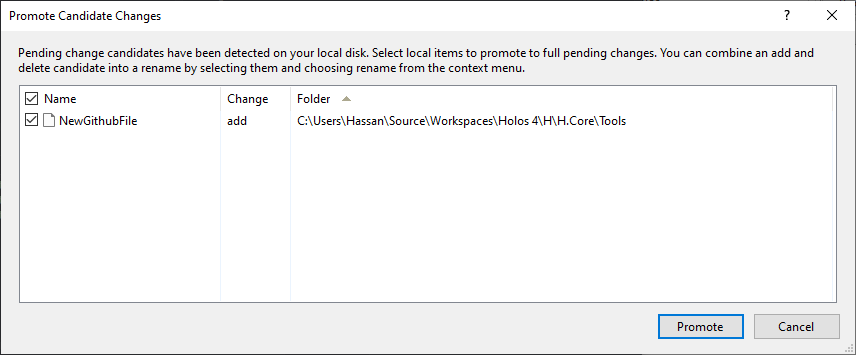 Promote Candidate Changes
Pending change candidates have been detected on your local disk. Select local items to promote to full pending changes. You can combine an add and
delete candidate into a rename by selecting them and choosing rename from the context menu.
Name Change Folder
NewGithubFile add C:\Users\Hassan\Source\Workspaces\Holos 4\H\H.Core\Tools
Promote Cancel